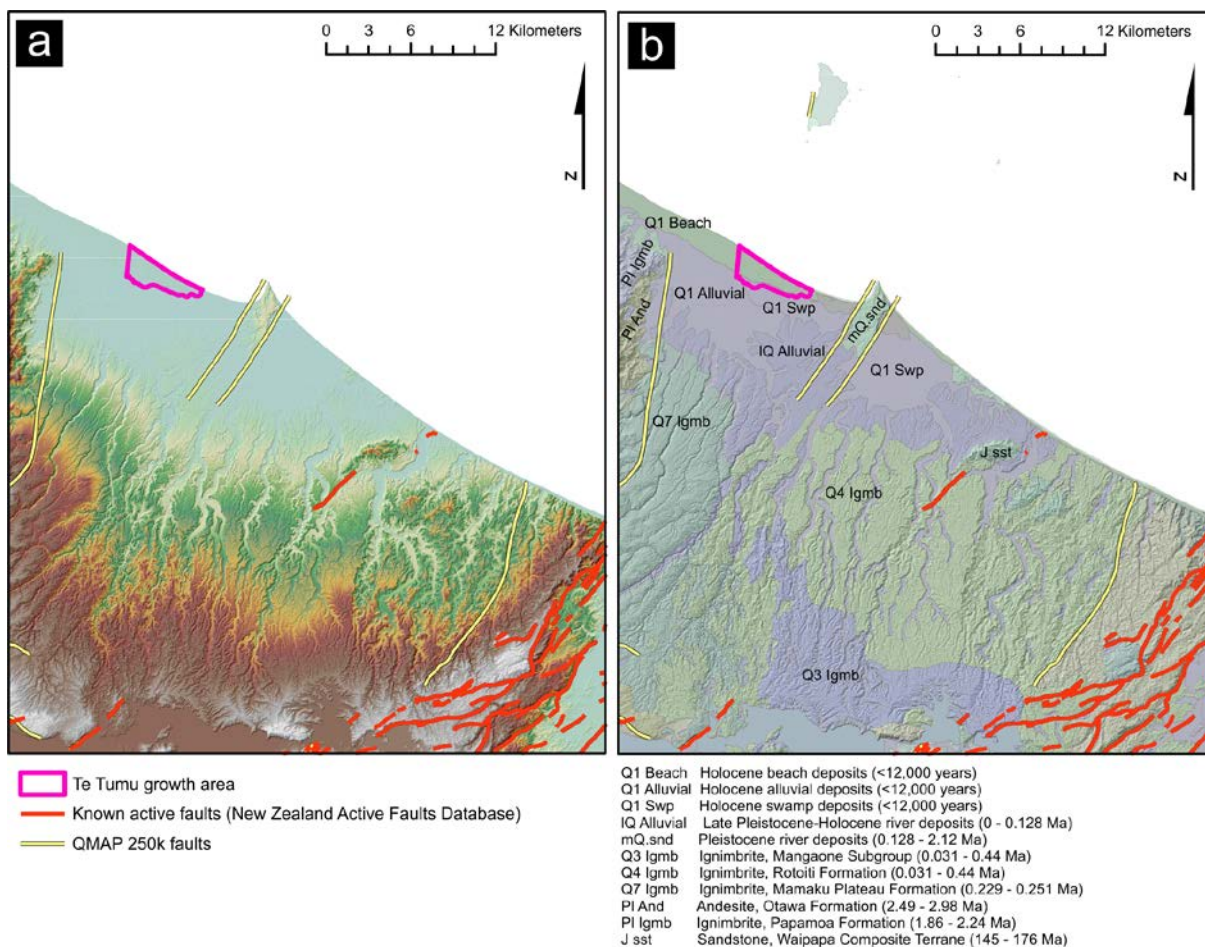 a
0 3 6 12 Kilometers
N
b
0 3 6 12 Kilometers
N
Q1 Beach
Pl Igmb
Pl And
Q1 Alluvial
Q1 Swp
mQ.snd
lQ Alluvial
Q1 Swp
Q7 Igmb
J sst
Q4 Igmb
Q3 Igmb
Te Tumu growth area
Known active faults (New Zealand Active Faults Database)
QMAP 250k faults
Q1 Beach Holocene beach deposits (<12,000 years)
Q1 Alluvial Holocene alluvial deposits (<12,000 years)
Q1 Swp Holocene swamp deposits (<12,000 years)
lQ Alluvial Late Pleistocene-Holocene river deposits (0 - 0.128 Ma)
mQ.snd Pleistocene river deposits (0.128 - 2.12 Ma)
Q3 Igmb Ignimbrite, Mangaone Subgroup (0.031 - 0.44 Ma)
Q4 Igmb Ignimbrite, Rotoiti Formation (0.031 - 0.44 Ma)
Q7 Igmb Ignimbrite, Mamaku Plateau Formation (0.229 - 0.251 Ma)
Pl And Andesite, Otawa Formation (2.49 - 2.98 Ma)
Pl Igmb Ignimbrite, Papamoa Formation (1.86 - 2.24 Ma)
J sst Sandstone, Waipapa Composite Terrane (145 - 176 Ma)